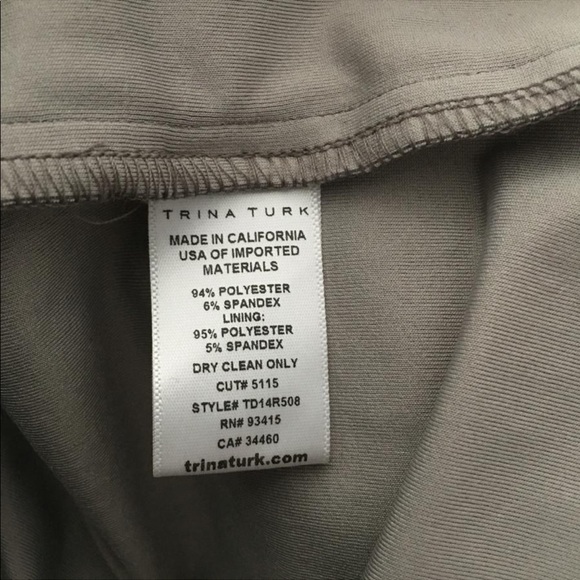 TRINA TURK
MADE IN CALIFORNIA
USA OF IMPORTED
MATERIALS
94% POLYESTER
6% SPANDEX
LINING:
95% POLYESTER
5% SPANDEX
DRY CLEAN ONLY
CUT# 5115
STYLE# TD14R508
RN# 93415
CA# 34460
trinaturk.com